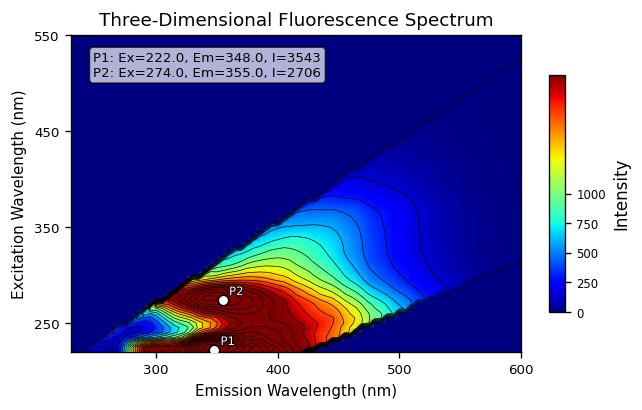 Three-Dimensional Fluorescence Spectrum
P1: Ex=222.0, Em=348.0, I=3543
P2: Ex=274.0, Em=355.0, I=2706
550
450
350
250
Excitation Wavelength (nm)
P2
P1
300
400
500
600
Emission Wavelength (nm)
1000
750
500
250
0
Intensity